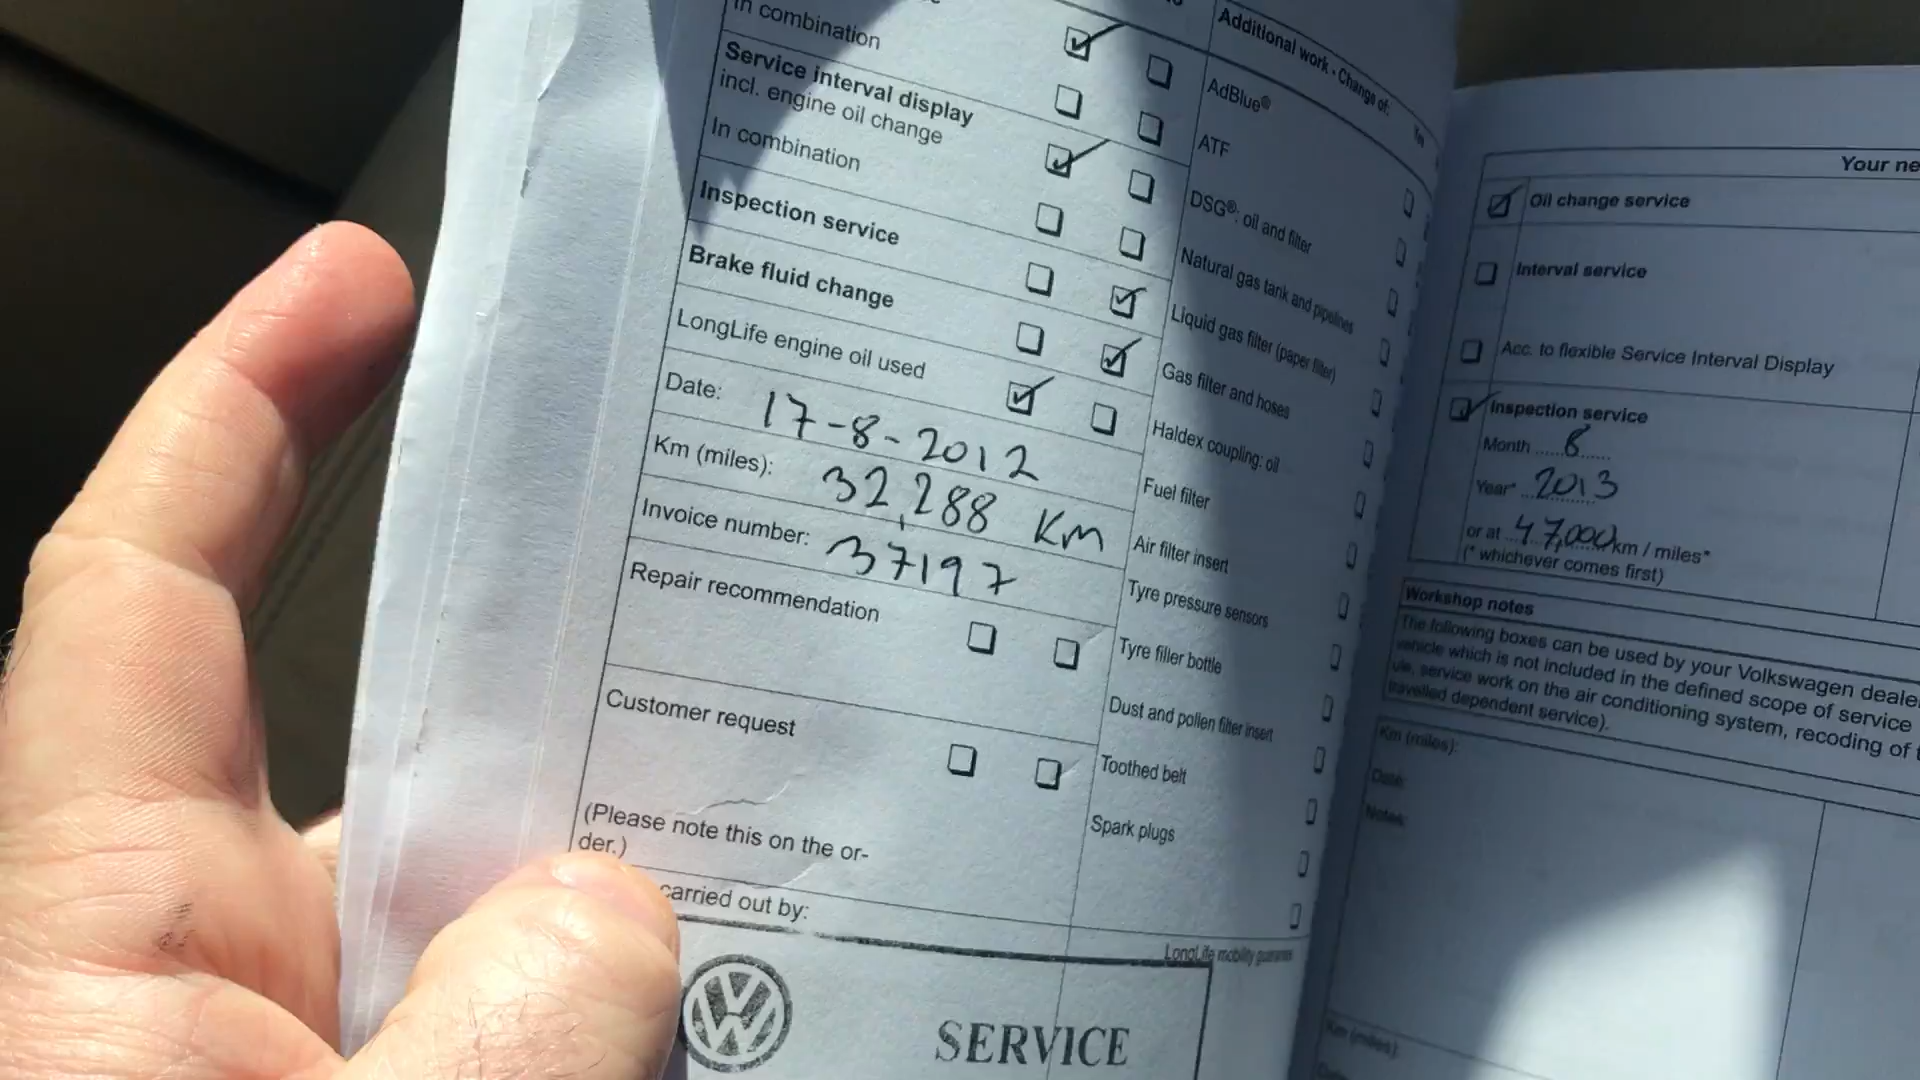 In combination
Service interval display
incl. engine oil change
In combination
Inspection service
Brake fluid change
LongLife engine oil used
Date: 17-8-2012
Km (miles): 32,288 Km
Invoice number: 37197
Repair recommendation
Customer request
(Please note this on the or-
der.)
carried out by:
SERVICE
Additional work - Change of: Yes
AdBlue®
ATF
DSG®: oil and filter
Natural gas tank and pipelines
Liquid gas filter (paper filter)
Gas filter and hoses
Haldex coupling: oil
Fuel filter
Air filter insert
Tyre pressure sensors
Tyre filler bottle
Dust and pollen filter insert
Toothed belt
Spark plugs
LongLife mobility guarantee
Your ne
Oil change service
Interval service
Acc. to flexible Service Interval Display
Inspection service
Month 8
Year* 2013
or at 47,000 km / miles*
(* whichever comes first)
Workshop notes
The following boxes can be used by your Volkswagen deale
vehicle which is not included in the defined scope of service
ule, service work on the air conditioning system, recoding of t
travelled dependent service).
Km (miles):
Date:
Notes:
Km (miles):